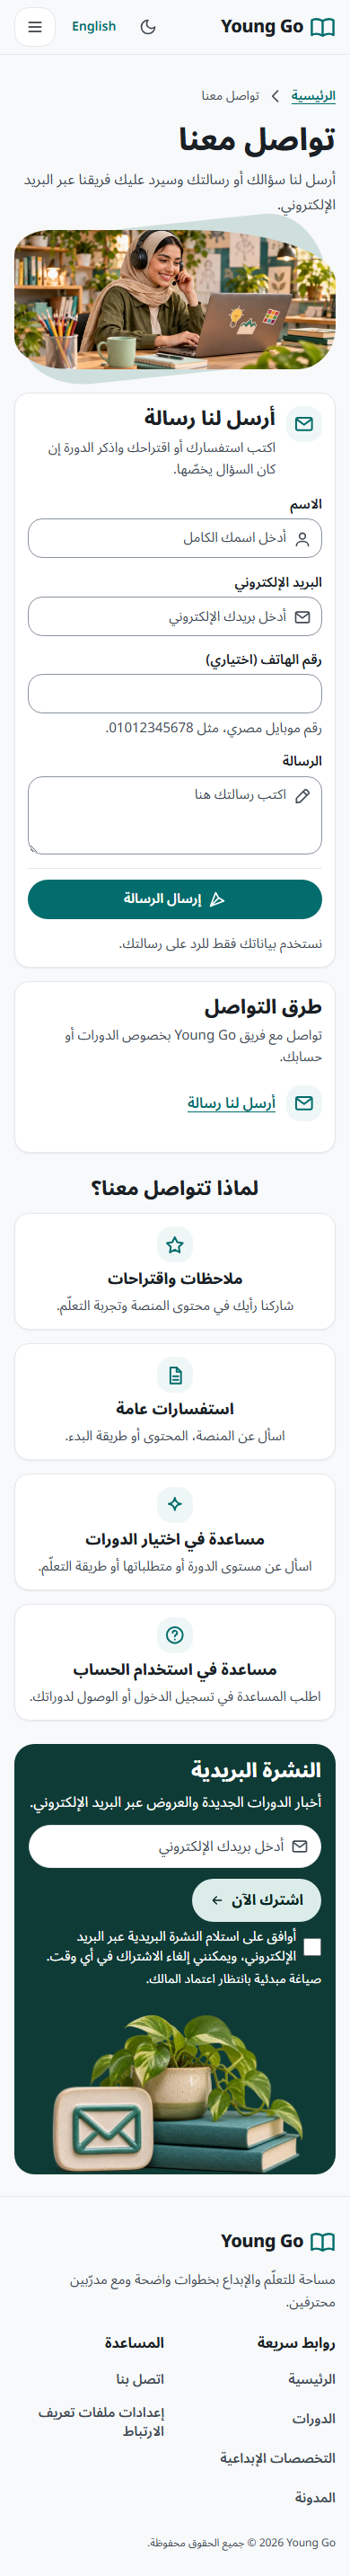 Young Go
English
الرئيسية
تواصل معنا
تواصل معنا
أرسل لنا سؤالك أو رسالتك وسيرد عليك فريقنا عبر البريد
الإلكتروني.
أرسل لنا رسالة
اكتب استفسارك أو اقتراحك واذكر الدورة إن
كان السؤال يخصّها.
الاسم
أدخل اسمك الكامل
البريد الإلكتروني
أدخل بريدك الإلكتروني
رقم الهاتف (اختياري)
رقم موبايل مصري، مثل 01012345678.
الرسالة
اكتب رسالتك هنا
إرسال الرسالة
نستخدم بياناتك فقط للرد على رسالتك.
طرق التواصل
تواصل مع فريق Young Go بخصوص الدورات أو
حسابك.
أرسل لنا رسالة
لماذا تتواصل معنا؟
ملاحظات واقتراحات
شاركنا رأيك في محتوى المنصة وتجربة التعلّم.
استفسارات عامة
اسأل عن المنصة، المحتوى أو طريقة البدء.
مساعدة في اختيار الدورات
اسأل عن مستوى الدورة أو متطلباتها أو طريقة التعلّم.
مساعدة في استخدام الحساب
اطلب المساعدة في تسجيل الدخول أو الوصول لدوراتك.
النشرة البريدية
أخبار الدورات الجديدة والعروض عبر البريد الإلكتروني.
أدخل بريدك الإلكتروني
اشترك الآن
أوافق على استلام النشرة البريدية عبر البريد
الإلكتروني، ويمكنني إلغاء الاشتراك في أي وقت.
صياغة مبدئية بانتظار اعتماد المالك.
Young Go
مساحة للتعلّم والإبداع بخطوات واضحة ومع مدرّبين
محترفين.
روابط سريعة
الرئيسية
الدورات
التخصصات الإبداعية
المدونة
المساعدة
اتصل بنا
إعدادات ملفات تعريف
الارتباط
Young Go 2026 © جميع الحقوق محفوظة.